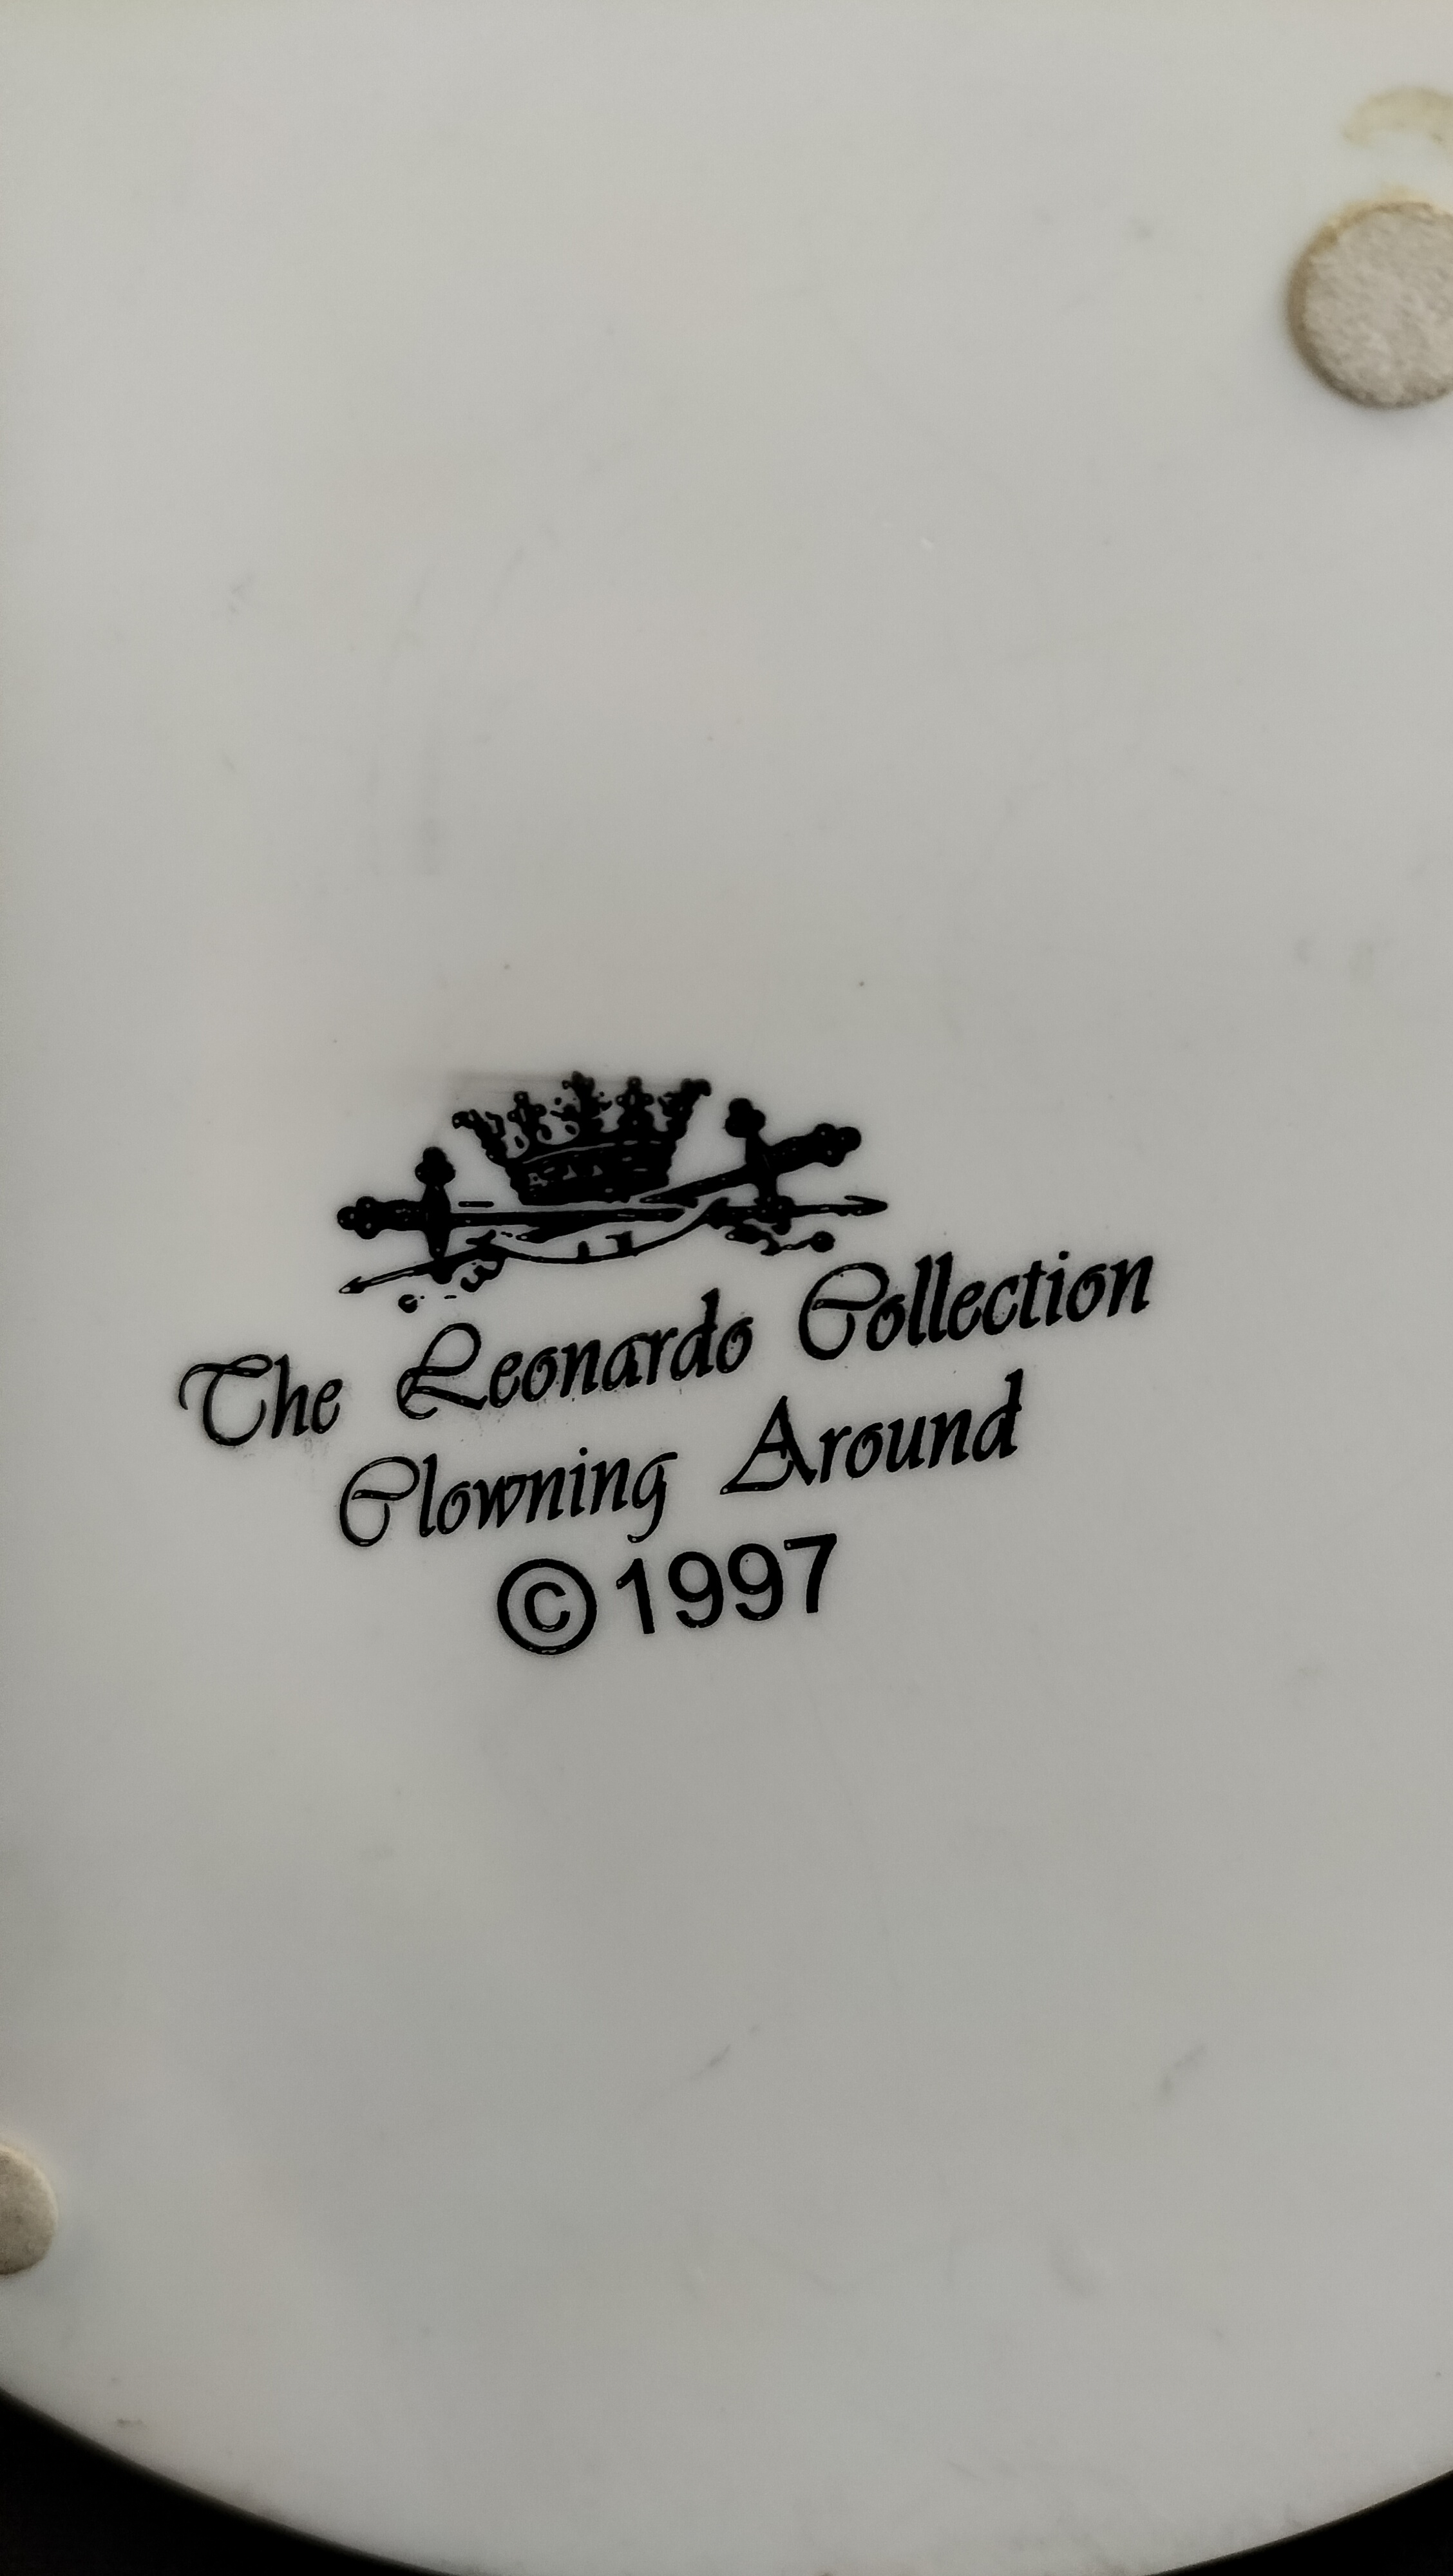 The Leonardo Collection
Clowning Around
©1997